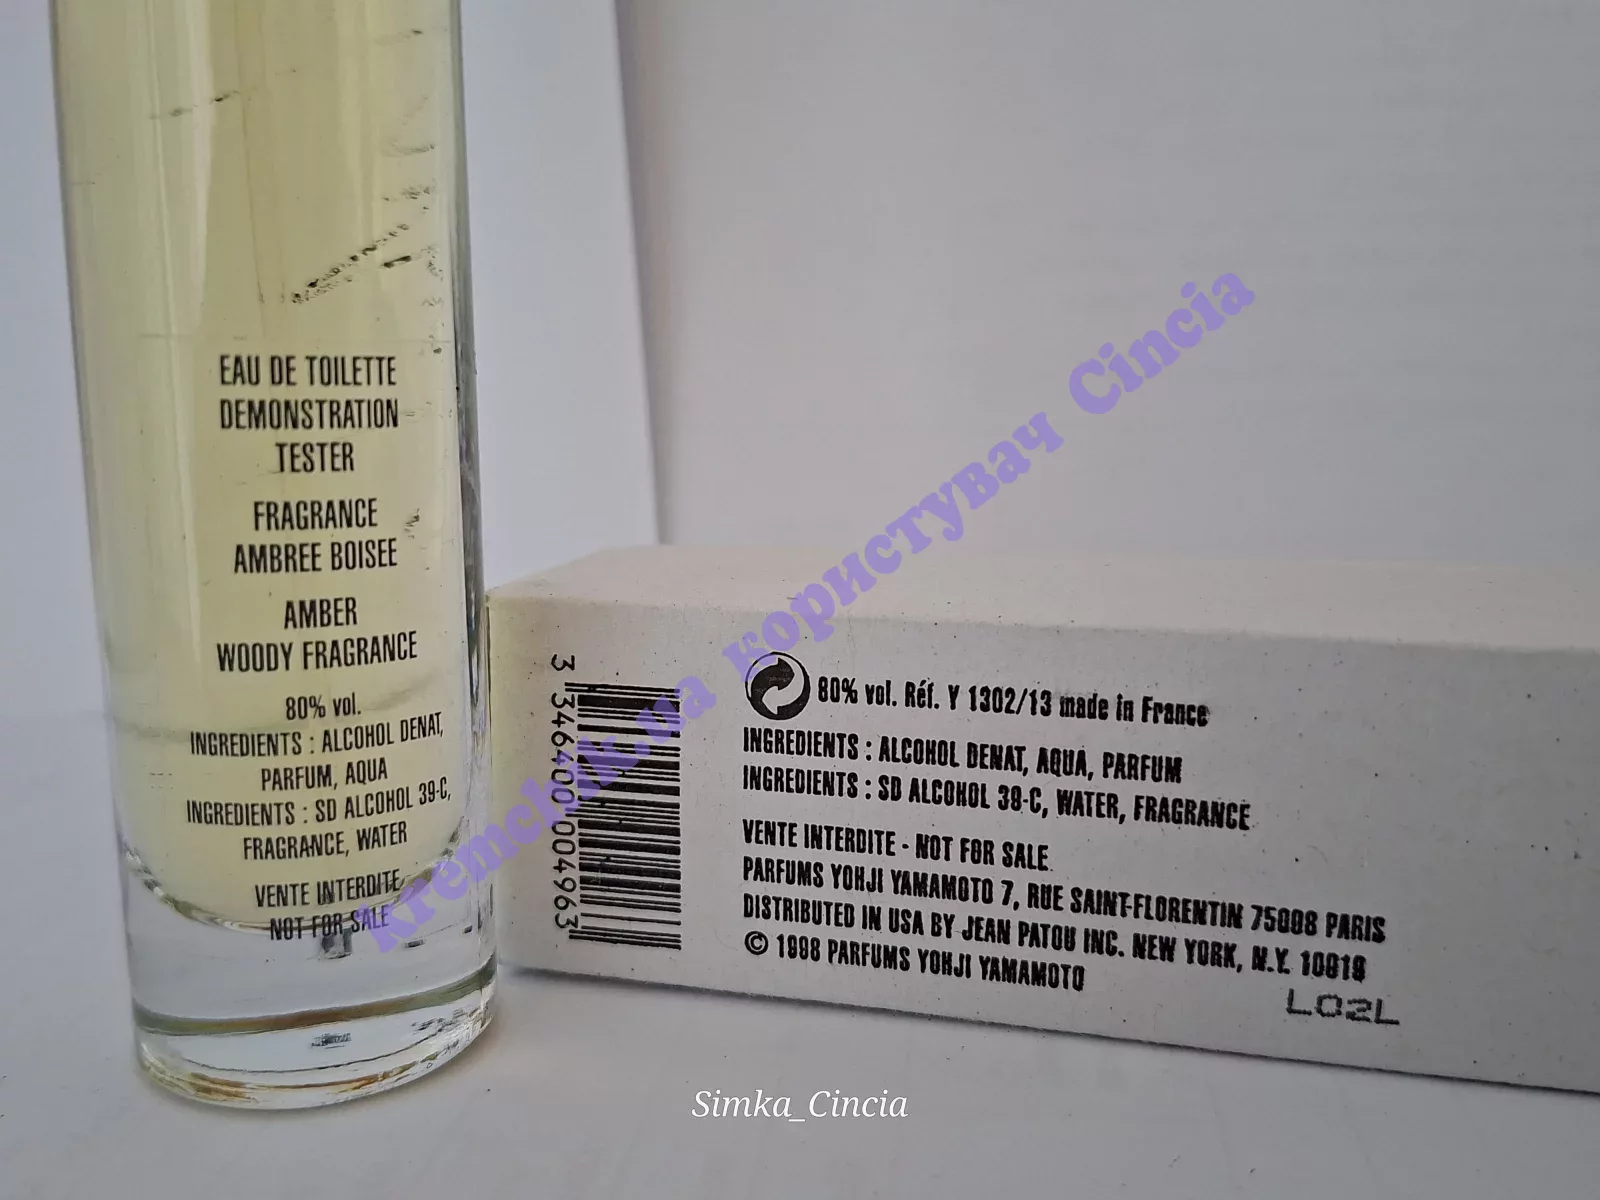 EAU DE TOILETTE
DEMONSTRATION
TESTER
FRAGRANCE
AMBREE BOISEE
AMBER
WOODY FRAGRANCE
80% vol.
INGREDIENTS : ALCOHOL DENAT,
PARFUM, AQUA
INGREDIENTS : SD ALCOHOL 39-C,
FRAGRANCE, WATER
VENTE INTERDITE
NOT FOR SALE
3 346400 004963
80% vol. Réf. Y 1302/13 made in France
INGREDIENTS : ALCOHOL DENAT, AQUA, PARFUM
INGREDIENTS : SD ALCOHOL 39-C, WATER, FRAGRANCE
VENTE INTERDITE - NOT FOR SALE
PARFUMS YOHJI YAMAMOTO 7, RUE SAINT-FLORENTIN 75008 PARIS
DISTRIBUTED IN USA BY JEAN PATOU INC. NEW YORK, N.Y. 10019
© 1998 PARFUMS YOHJI YAMAMOTO
L02L
kremchik.ua користувач Cincia
Simka_Cincia